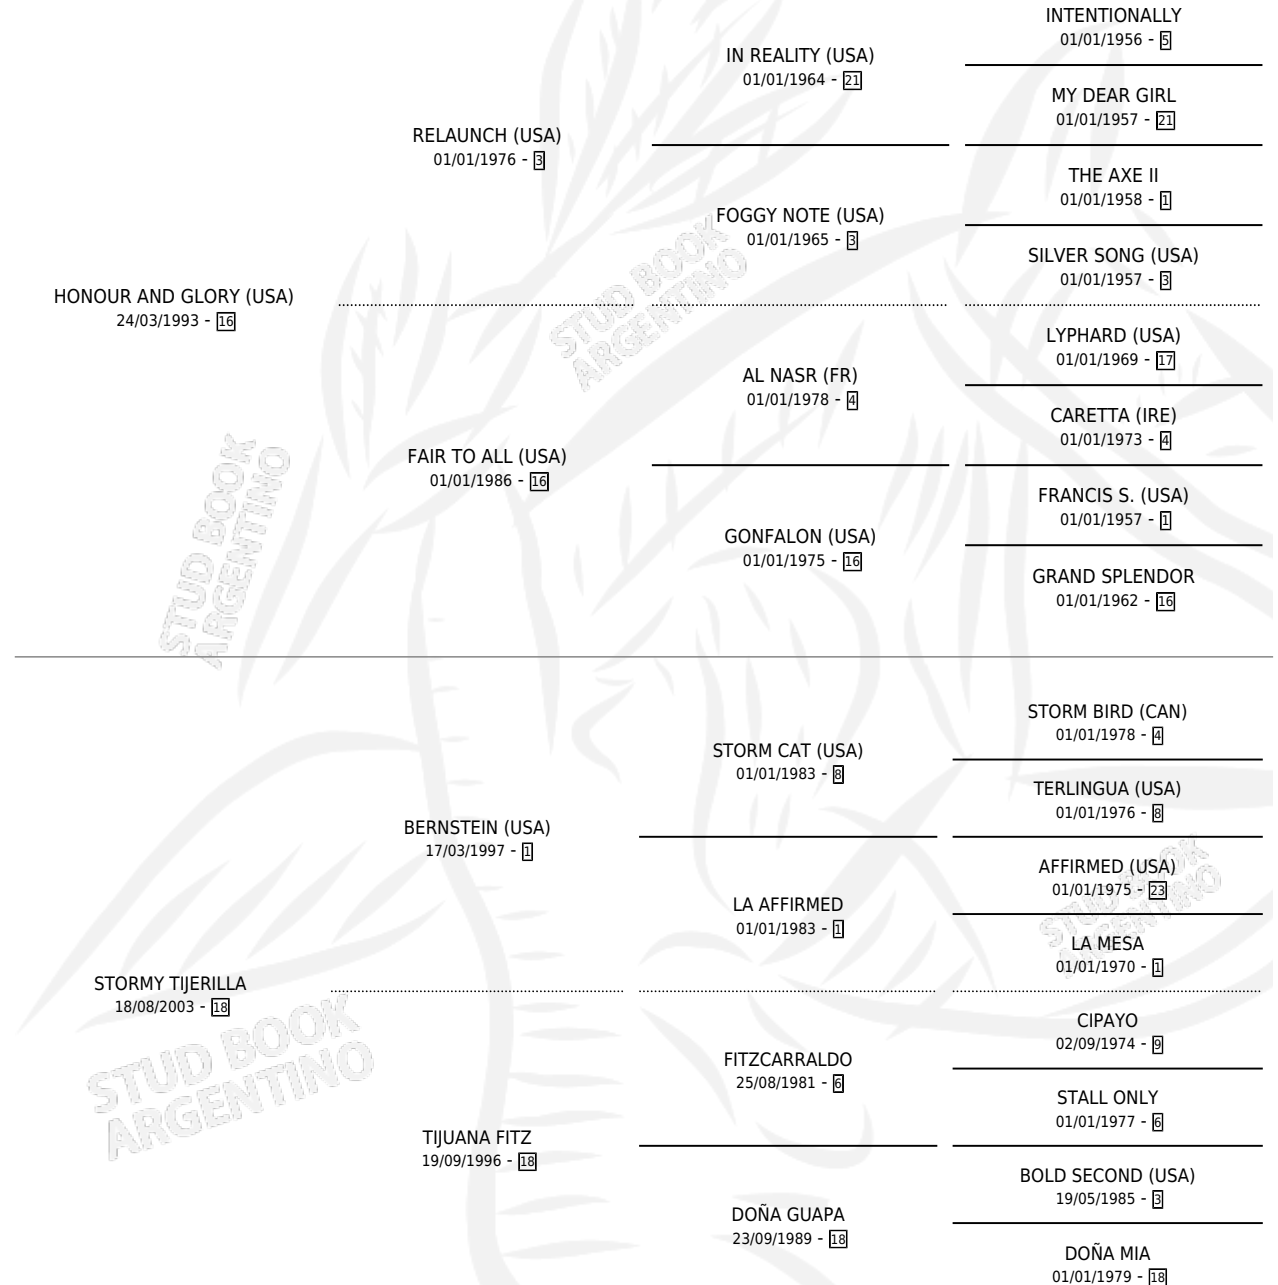 INTENTIONALLY
01/01/1956 - 5
IN REALITY (USA)
01/01/1964 - 21
MY DEAR GIRL
01/01/1957 - 21
RELAUNCH (USA)
01/01/1976 - 3
THE AXE II
01/01/1958 - 1
FOGGY NOTE (USA)
01/01/1965 - 3
SILVER SONG (USA)
01/01/1957 - 3
HONOUR AND GLORY (USA)
24/03/1993 - 16
LYPHARD (USA)
01/01/1969 - 17
AL NASR (FR)
01/01/1978 - 4
CARETTA (IRE)
01/01/1973 - 4
FAIR TO ALL (USA)
01/01/1986 - 16
FRANCIS S. (USA)
01/01/1957 - 1
GONFALON (USA)
01/01/1975 - 16
GRAND SPLENDOR
01/01/1962 - 16
STORM BIRD (CAN)
01/01/1978 - 4
STORM CAT (USA)
01/01/1983 - 8
TERLINGUA (USA)
01/01/1976 - 8
BERNSTEIN (USA)
17/03/1997 - 1
AFFIRMED (USA)
01/01/1975 - 23
LA AFFIRMED
01/01/1983 - 1
LA MESA
01/01/1970 - 1
STORMY TIJERILLA
18/08/2003 - 18
CIPAYO
02/09/1974 - 9
FITZCARRALDO
25/08/1981 - 6
STALL ONLY
01/01/1977 - 6
TIJUANA FITZ
19/09/1996 - 18
BOLD SECOND (USA)
19/05/1985 - 3
DOÑA GUAPA
23/09/1989 - 18
DOÑA MIA
01/01/1979 - 18
STUD BOOK
ARGENTINO
STUD BOOK
ARGENTINO
STUD BOOK
ARGENTINO
STUD BOOK
ARGENTINO